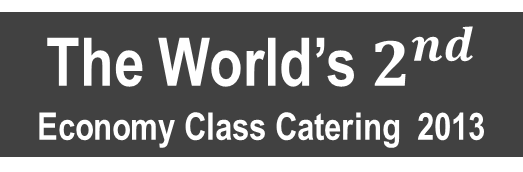 The World's 2nd
Economy Class Catering 2013